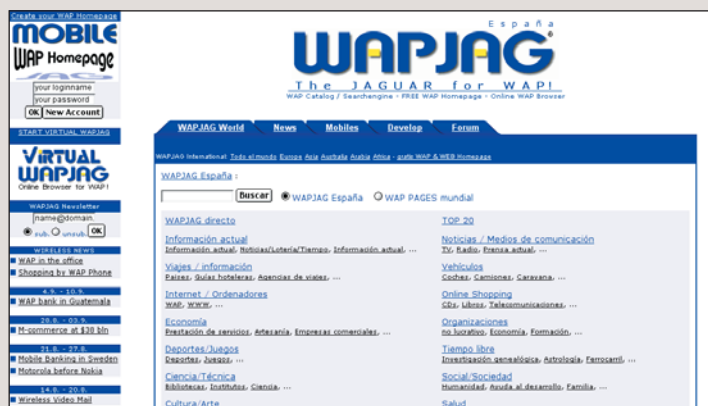 Create your WAP Homepage
MOBILE
WAP Homepage
JAG
your loginname
your password
OK New Account
START VIRTUAL WAPJAG
VIRTUAL
WAPJAG
Online Browser for WAP!
WAPJAG Newsletter
name@domain.
sub. unsub. OK
WIRELESS NEWS
WAP in the office
Shopping by WAP Phone
4.9. - 10.9.
WAP bank in Guatemala
28.8. - 03.9.
M-commerce at $38 bln
21.8. - 27.8.
Mobile Banking in Sweden
Motorola before Nokia
14.8. - 20.8.
Wireless Video Mail
España
WAPJAG®
The JAGUAR for WAP!
WAP Catalog / Searchengine - FREE WAP Homepage - Online WAP Browser
WAPJAG World News Mobiles Develop Forum
WAPJAG International: Todo el mundo Europe Asia Australia Arabia Africa - gratis WAP & WEB Homepage
WAPJAG España :
Buscar WAPJAG España WAP PAGES mundial
WAPJAG directo
TOP 20
Información actual
Información actual, Noticias/Lotería/Tiempo, Información actual, ...
Noticias / Medios de comunicación
TV, Radio, Prensa actual, ...
Viajes / información
Paises, Guías hoteleras, Agencias de viajes, ...
Vehículos
Coches, Camiones, Caravana, ...
Internet / Ordenadores
WAP, WWW, ...
Online Shopping
CDs, Libros, Telecomunicaciones, ...
Economía
Prestación de servicios, Artesanía, Empresas comerciales, ...
Organizaciones
no lucrativo, Economía, Formación, ...
Deportes/Juegos
Deportes, Juegos, ...
Tiempo libre
Investigación genealógica, Astrología, Ferrocarril, ...
Ciencia/Técnica
Bibliotecas, Institutos, Ciencia, ...
Social/Sociedad
Humanidad, Ayuda al desarrollo, Familia, ...
Cultura/Arte
Salud